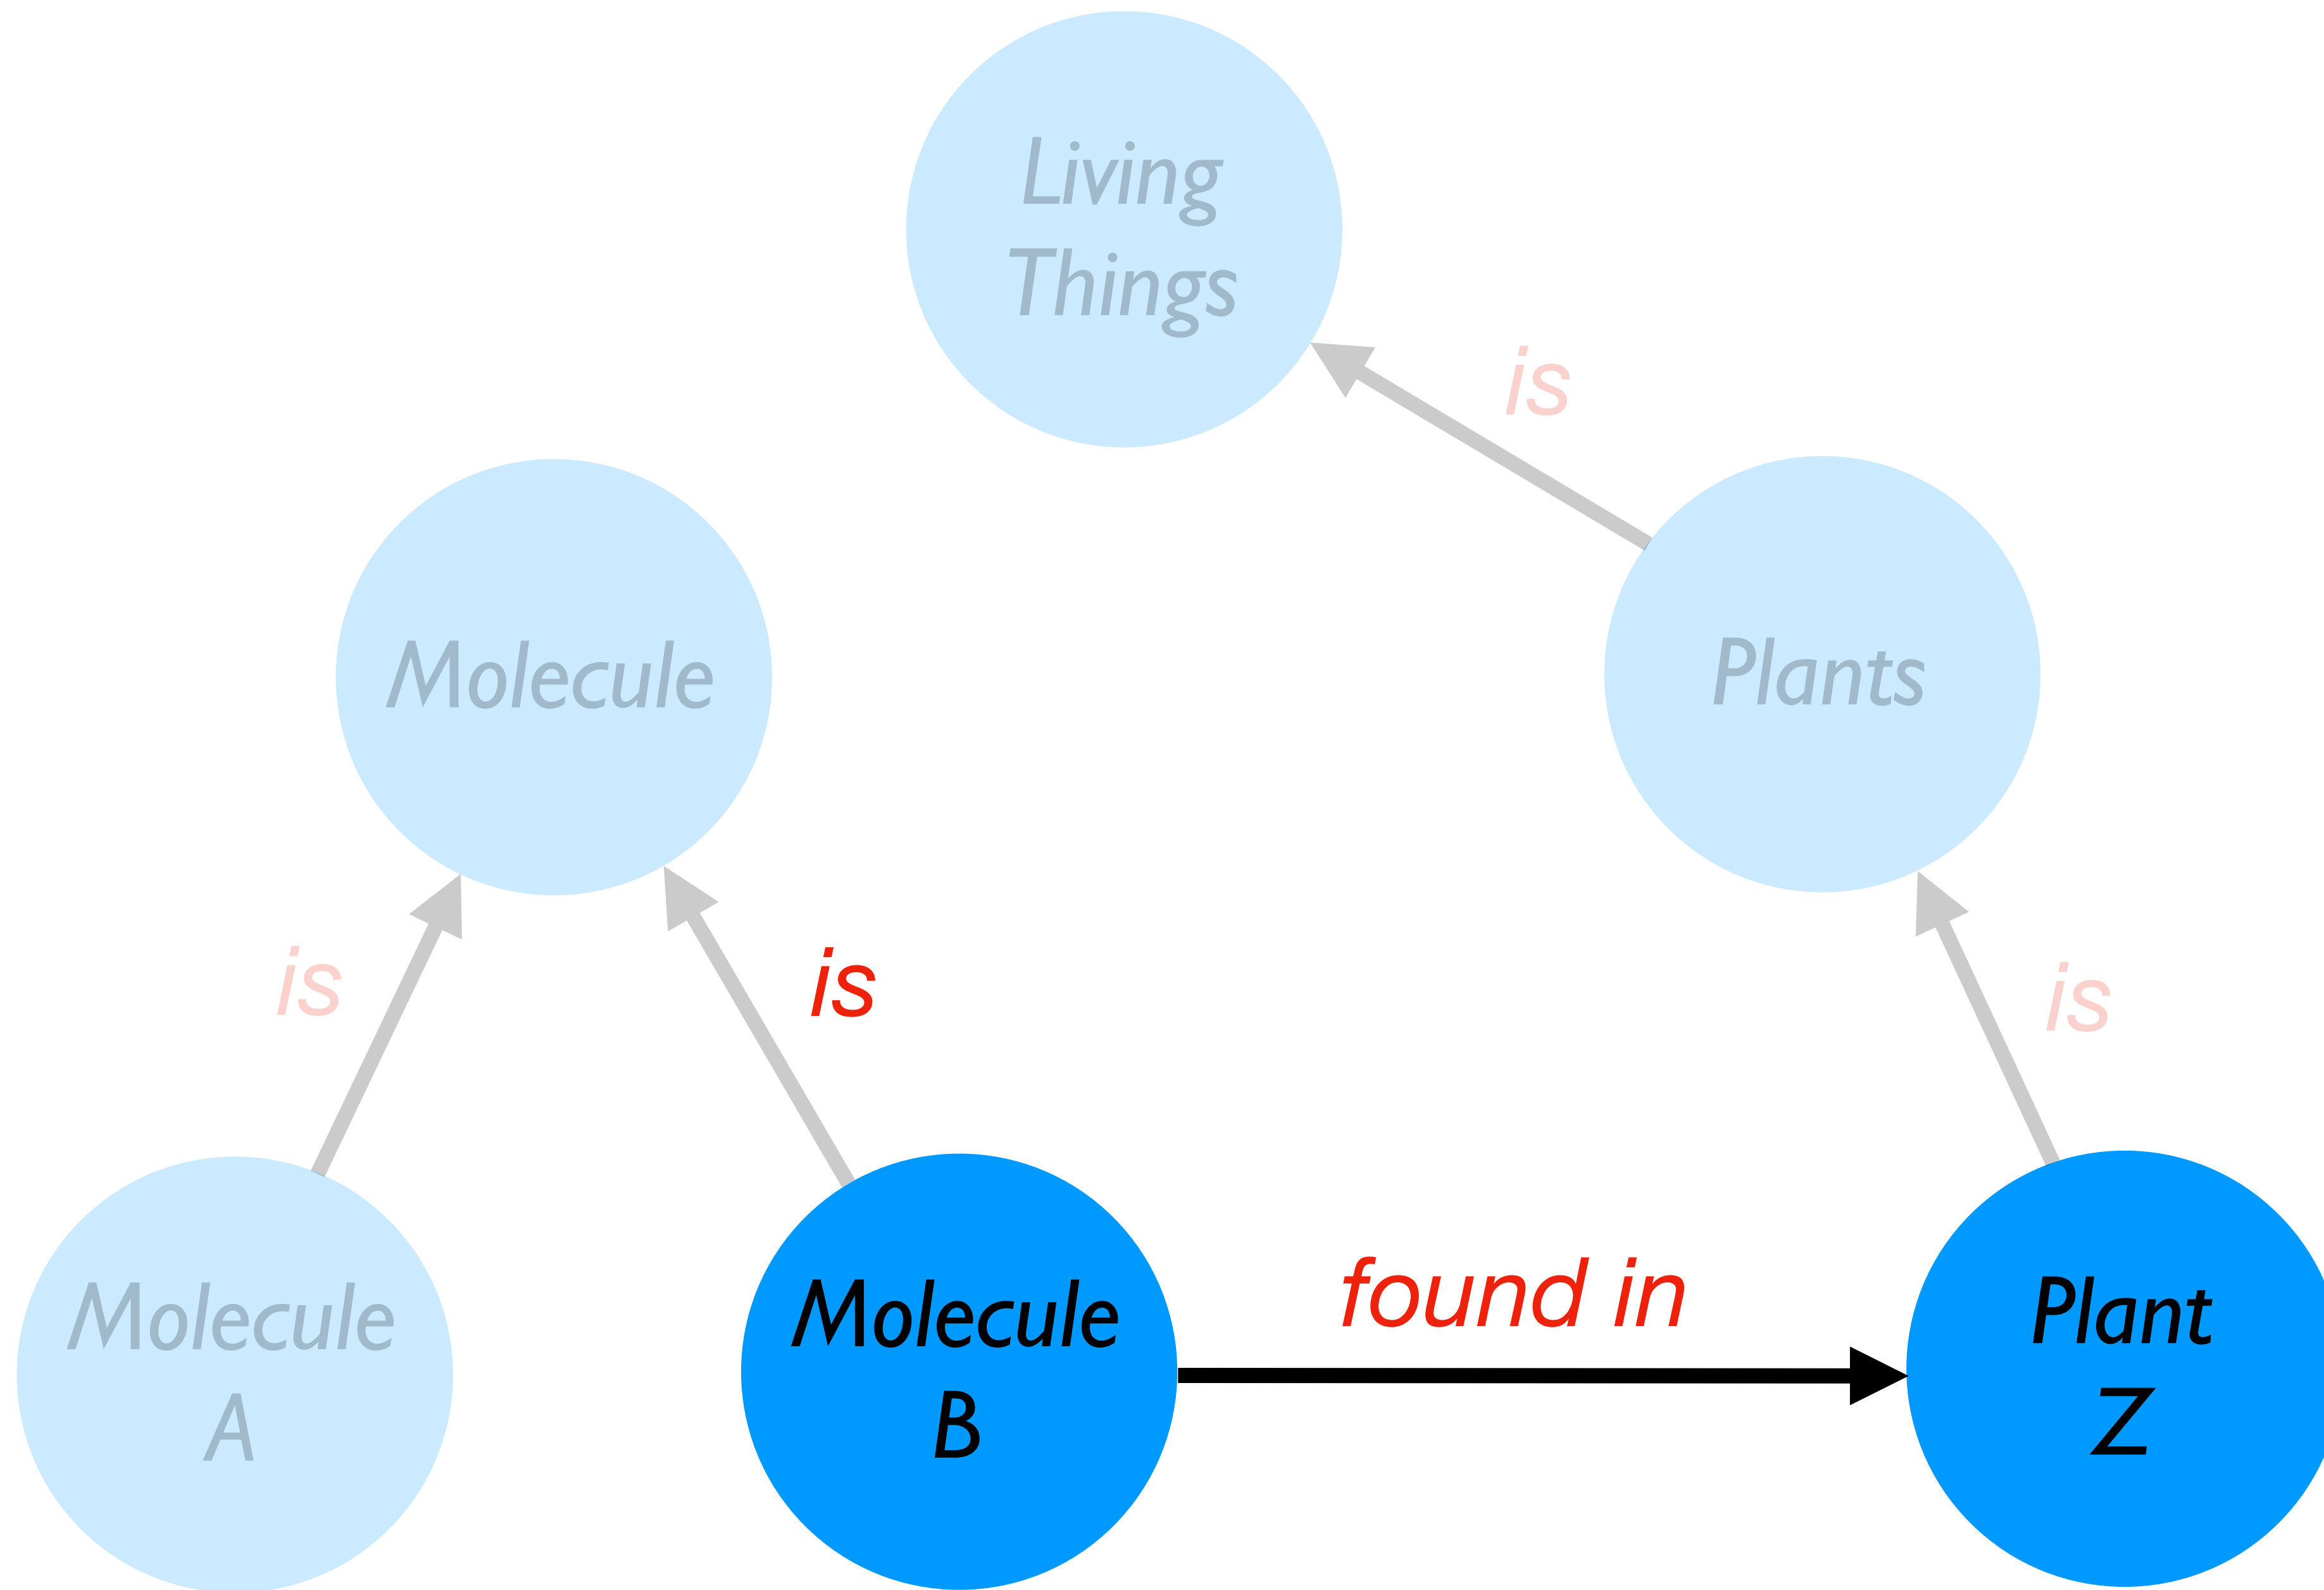 Living
Things
is
Molecule
Plants
is
is
is
Molecule
A
Molecule
B
found in
Plant
Z